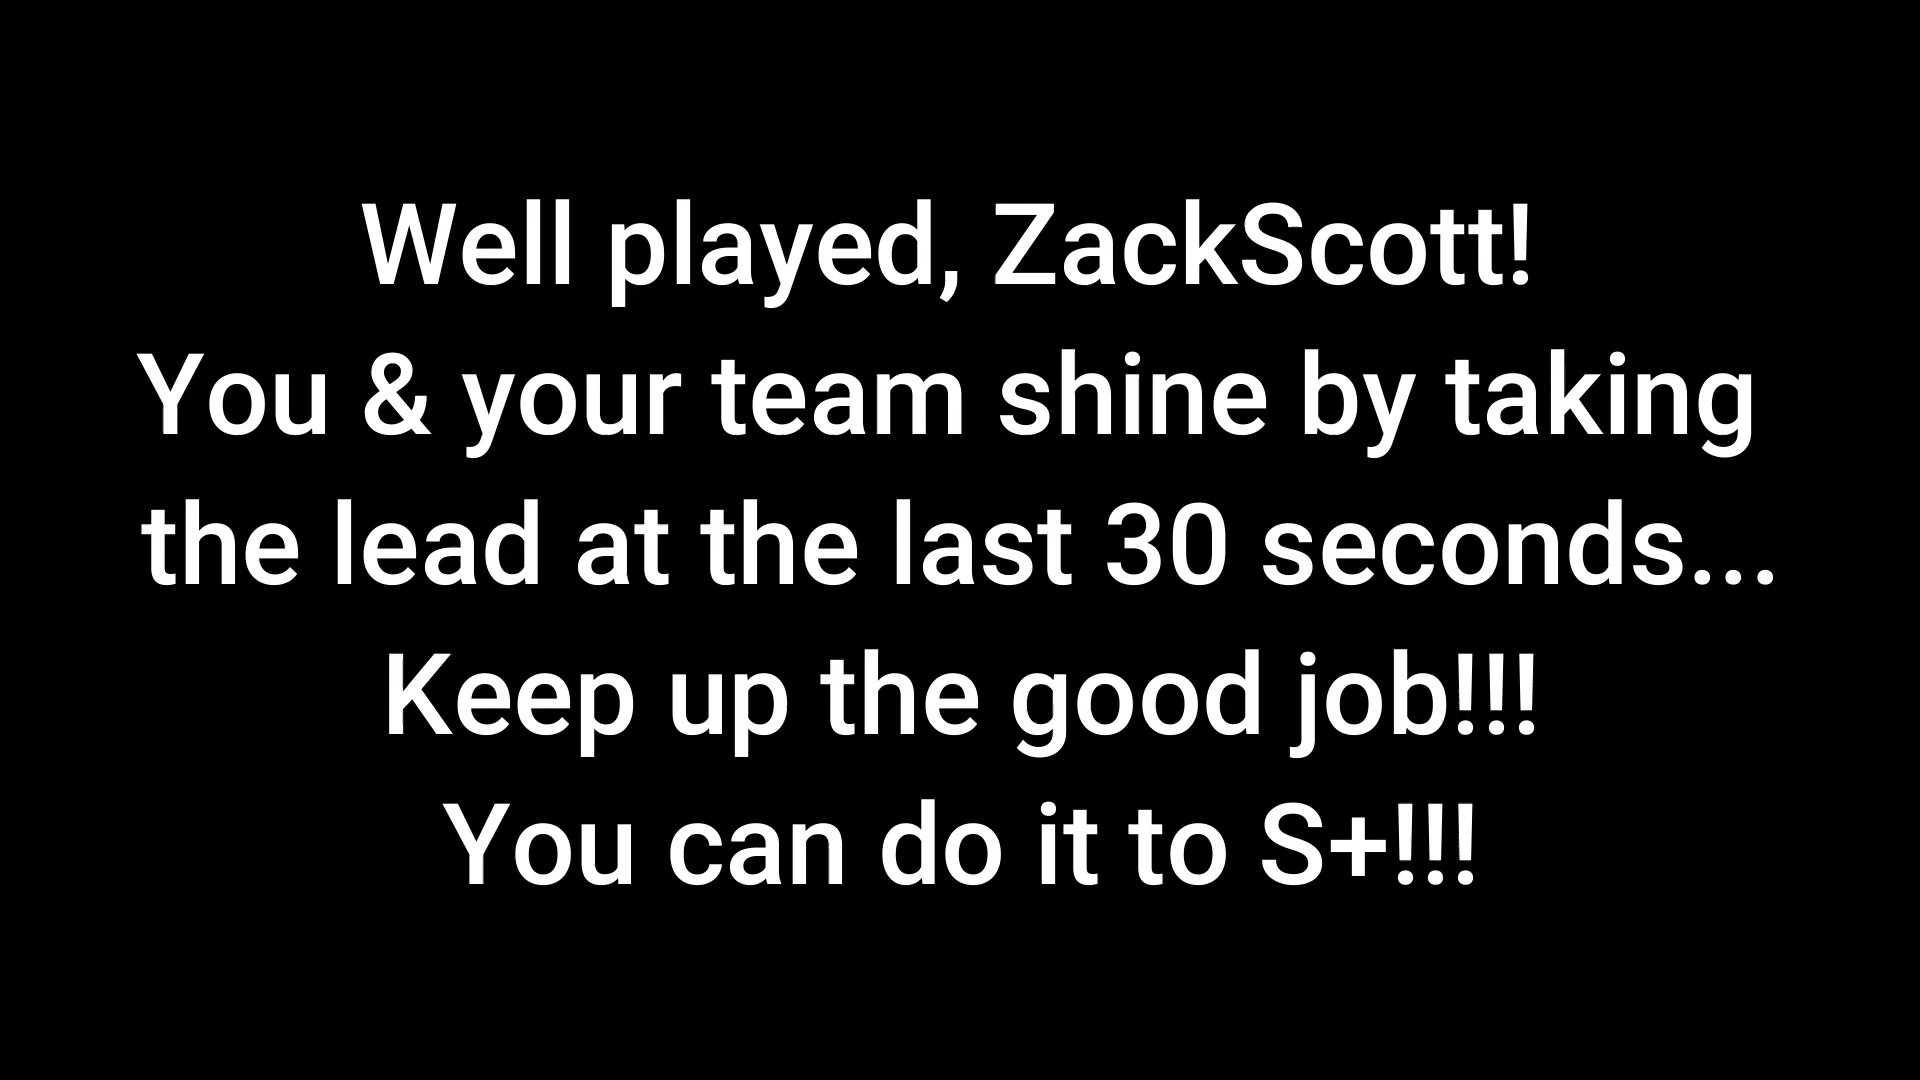 Well played, ZackScott!
You & your team shine by taking
the lead at the last 30 seconds...
Keep up the good job!!!
You can do it to S+!!!